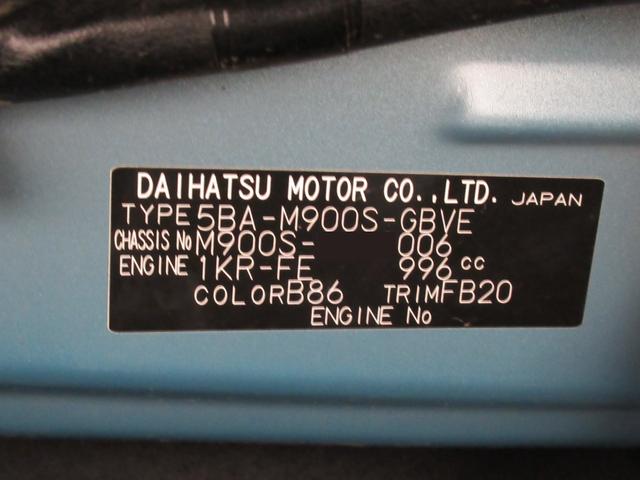 DAIHATSU MOTOR CO.,LTD. JAPAN
TYPE 5BA-M900S-GBVE
CHASSIS No M900S- 006
ENGINE 1KR-FE 996 cc
COLOR B86 TRIM FB20
ENGINE No